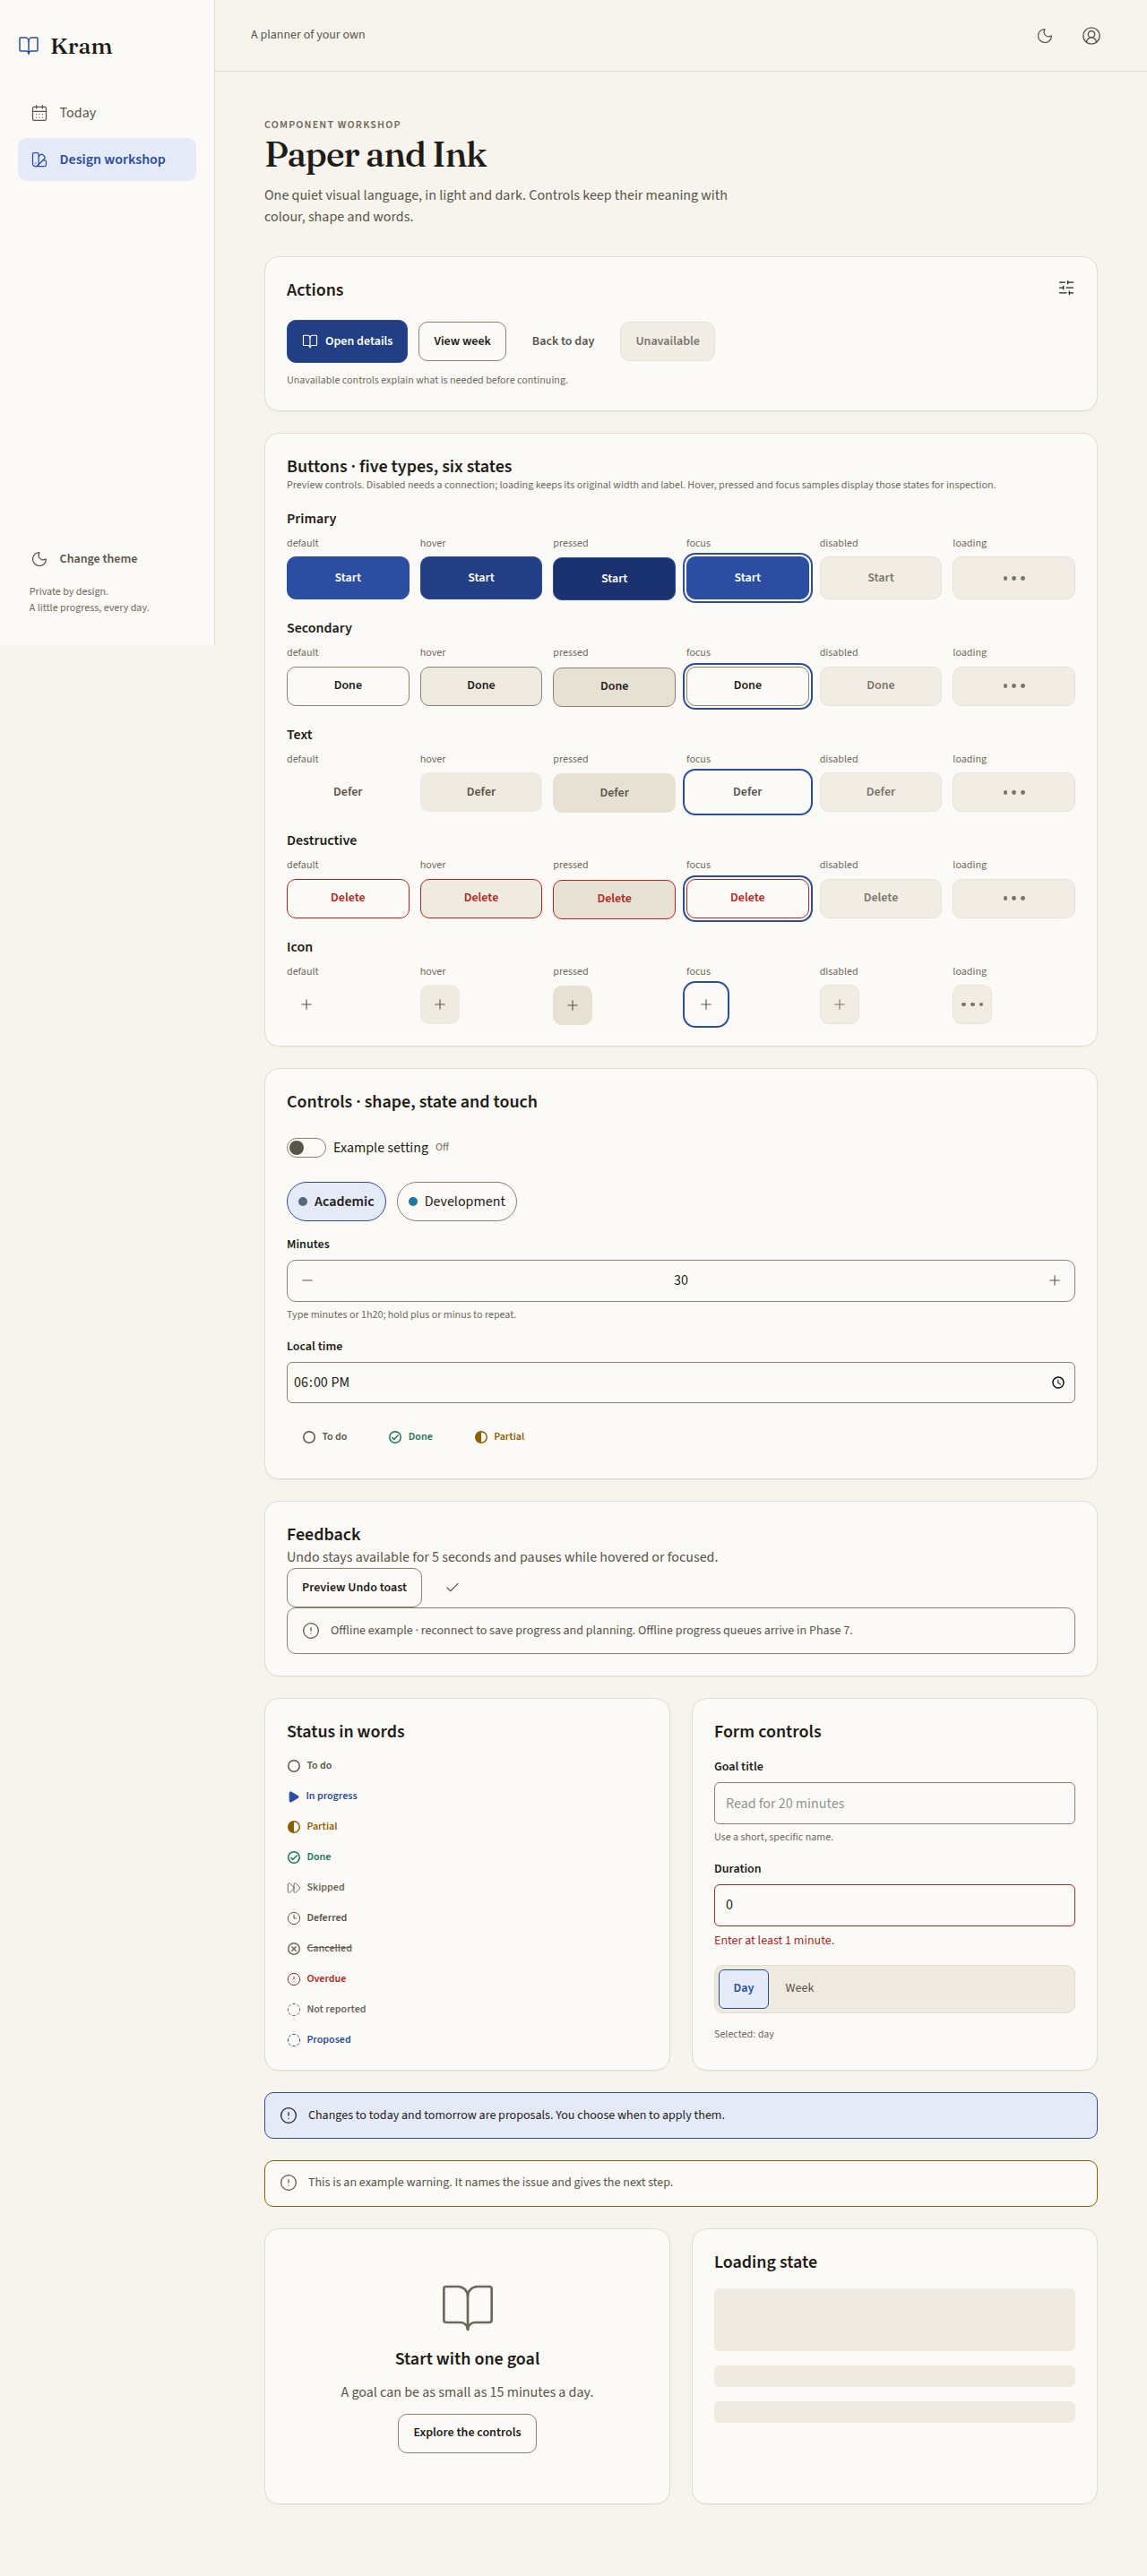 Kram
A planner of your own
Today
Design workshop
Change theme
Private by design.
A little progress, every day.
COMPONENT WORKSHOP
Paper and Ink
One quiet visual language, in light and dark. Controls keep their meaning with
colour, shape and words.
Actions
Open details View week Back to day Unavailable
Unavailable controls explain what is needed before continuing.
Buttons · five types, six states
Preview controls. Disabled needs a connection; loading keeps its original width and label. Hover, pressed and focus samples display those states for inspection.
Primary
default hover pressed focus disabled loading
Start Start Start Start Start
Secondary
default hover pressed focus disabled loading
Done Done Done Done Done
Text
default hover pressed focus disabled loading
Defer Defer Defer Defer Defer
Destructive
default hover pressed focus disabled loading
Delete Delete Delete Delete Delete
Icon
default hover pressed focus disabled loading
Controls · shape, state and touch
Example setting Off
Academic Development
Minutes
30
Type minutes or 1h20; hold plus or minus to repeat.
Local time
06:00 PM
To do Done Partial
Feedback
Undo stays available for 5 seconds and pauses while hovered or focused.
Preview Undo toast
Offline example · reconnect to save progress and planning. Offline progress queues arrive in Phase 7.
Status in words
To do
In progress
Partial
Done
Skipped
Deferred
Cancelled
Overdue
Not reported
Proposed
Form controls
Goal title
Read for 20 minutes
Use a short, specific name.
Duration
0
Enter at least 1 minute.
Day Week
Selected: day
Changes to today and tomorrow are proposals. You choose when to apply them.
This is an example warning. It names the issue and gives the next step.
Start with one goal
A goal can be as small as 15 minutes a day.
Explore the controls
Loading state